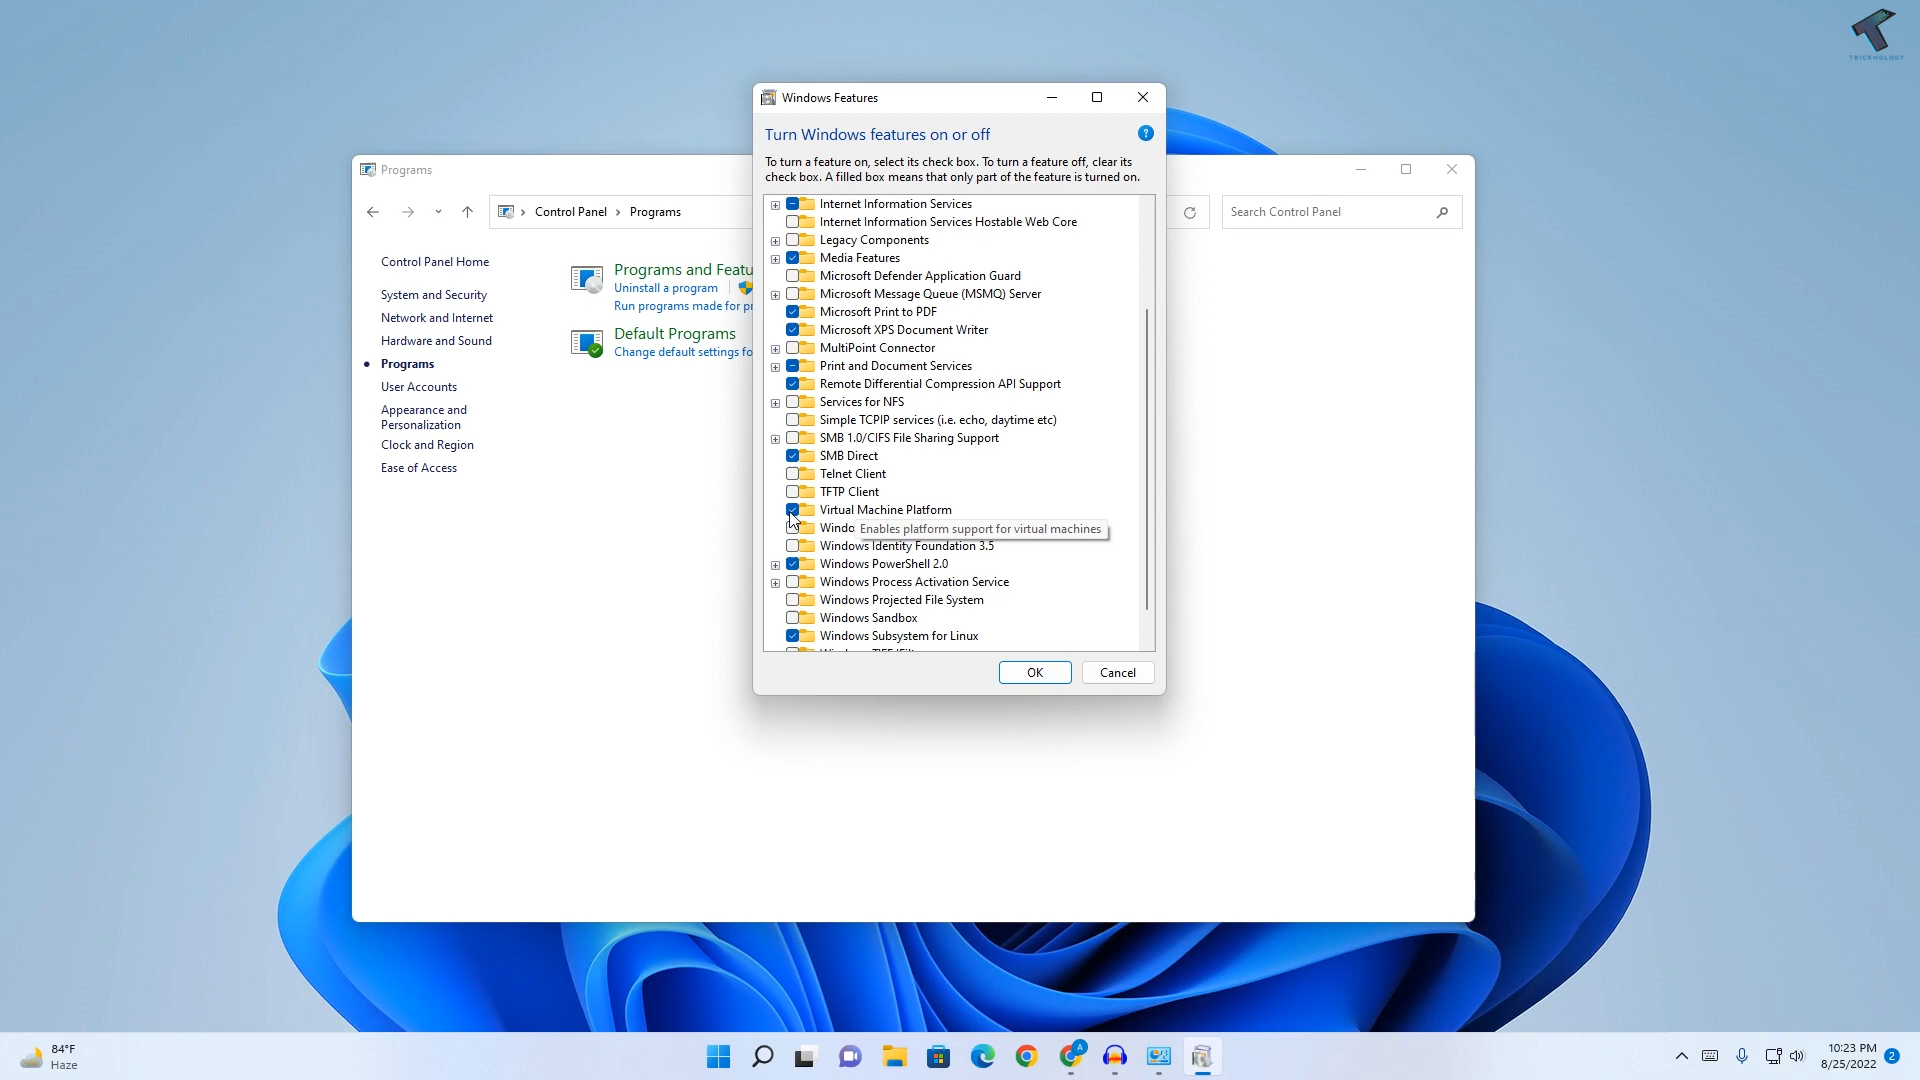 TRICKNOLOGY
Windows Features
Turn Windows features on or off
To turn a feature on, select its check box. To turn a feature off, clear its
check box. A filled box means that only part of the feature is turned on.
Internet Information Services
Internet Information Services Hostable Web Core
Legacy Components
Media Features
Microsoft Defender Application Guard
Microsoft Message Queue (MSMQ) Server
Microsoft Print to PDF
Microsoft XPS Document Writer
MultiPoint Connector
Print and Document Services
Remote Differential Compression API Support
Services for NFS
Simple TCPIP services (i.e. echo, daytime etc)
SMB 1.0/CIFS File Sharing Support
SMB Direct
Telnet Client
TFTP Client
Virtual Machine Platform
Windo
Enables platform support for virtual machines
Windows Identity Foundation 3.5
Windows PowerShell 2.0
Windows Process Activation Service
Windows Projected File System
Windows Sandbox
Windows Subsystem for Linux
OK
Cancel
Programs
Control Panel
Programs
Search Control Panel
Control Panel Home
System and Security
Network and Internet
Hardware and Sound
Programs
User Accounts
Appearance and
Personalization
Clock and Region
Ease of Access
Programs and Featu
Uninstall a program
Run programs made for pr
Default Programs
Change default settings fo
84°F
Haze
A
10:23 PM
8/25/2022
2